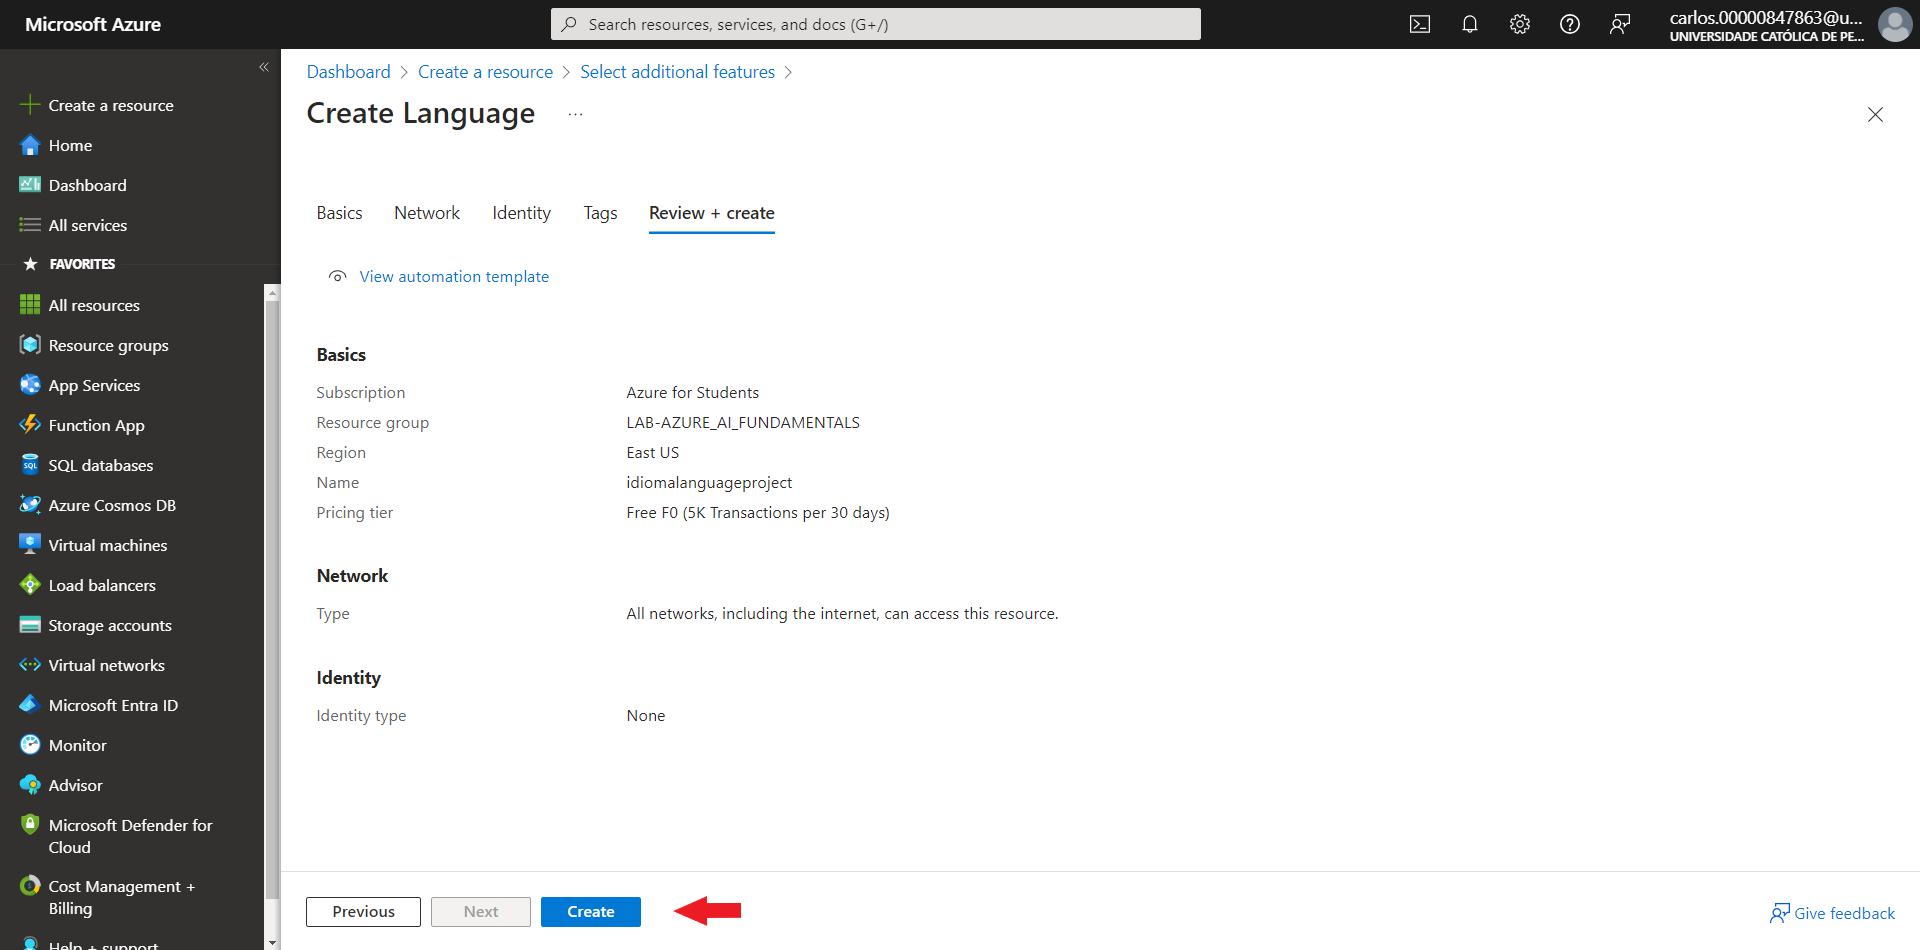 Microsoft Azure
Search resources, services, and docs (G+/)
carlos.00000847863@u...
UNIVERSIDADE CATÓLICA DE PE...
Create a resource
Home
Dashboard
All services
FAVORITES
All resources
Resource groups
App Services
Function App
SQL databases
Azure Cosmos DB
Virtual machines
Load balancers
Storage accounts
Virtual networks
Microsoft Entra ID
Monitor
Advisor
Microsoft Defender for
Cloud
Cost Management +
Billing
Help + support
Dashboard > Create a resource > Select additional features >
Create Language ...
Basics Network Identity Tags Review + create
View automation template
Basics
Subscription Azure for Students
Resource group LAB-AZURE_AI_FUNDAMENTALS
Region East US
Name idiomalanguageproject
Pricing tier Free F0 (5K Transactions per 30 days)
Network
Type All networks, including the internet, can access this resource.
Identity
Identity type None
Previous Next Create
Give feedback